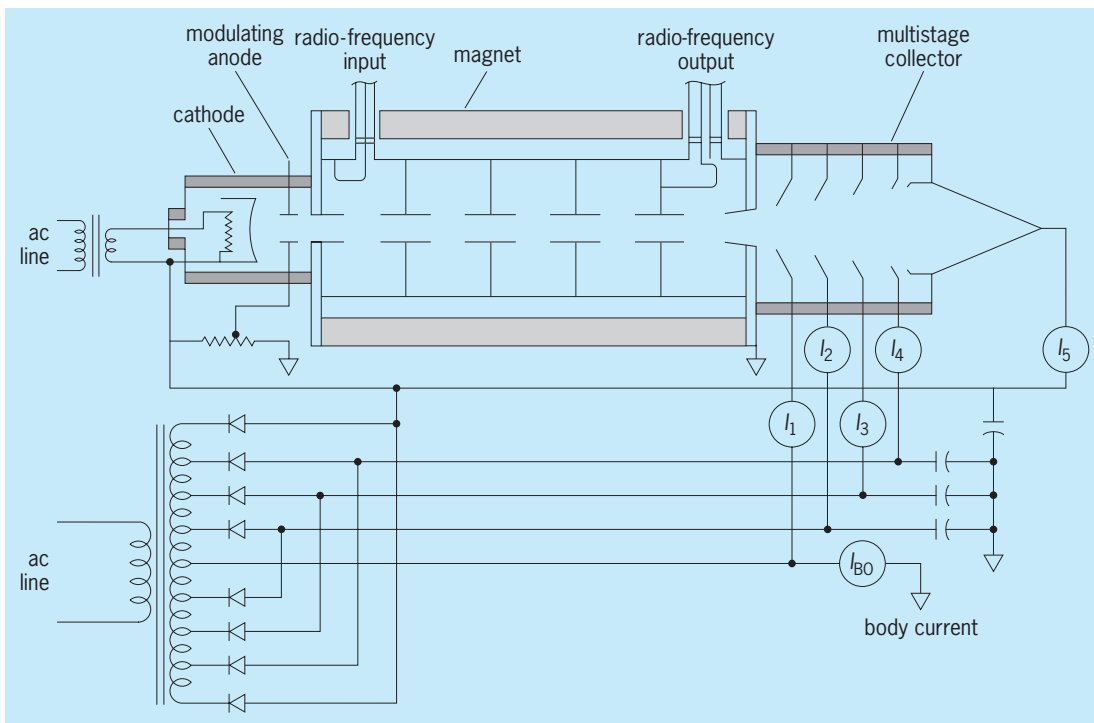 modulating
anode
radio-frequency
input
magnet
radio-frequency
output
multistage
collector
cathode
ac
line
I2
I4
I5
I1
I3
ac
line
IBO
body current